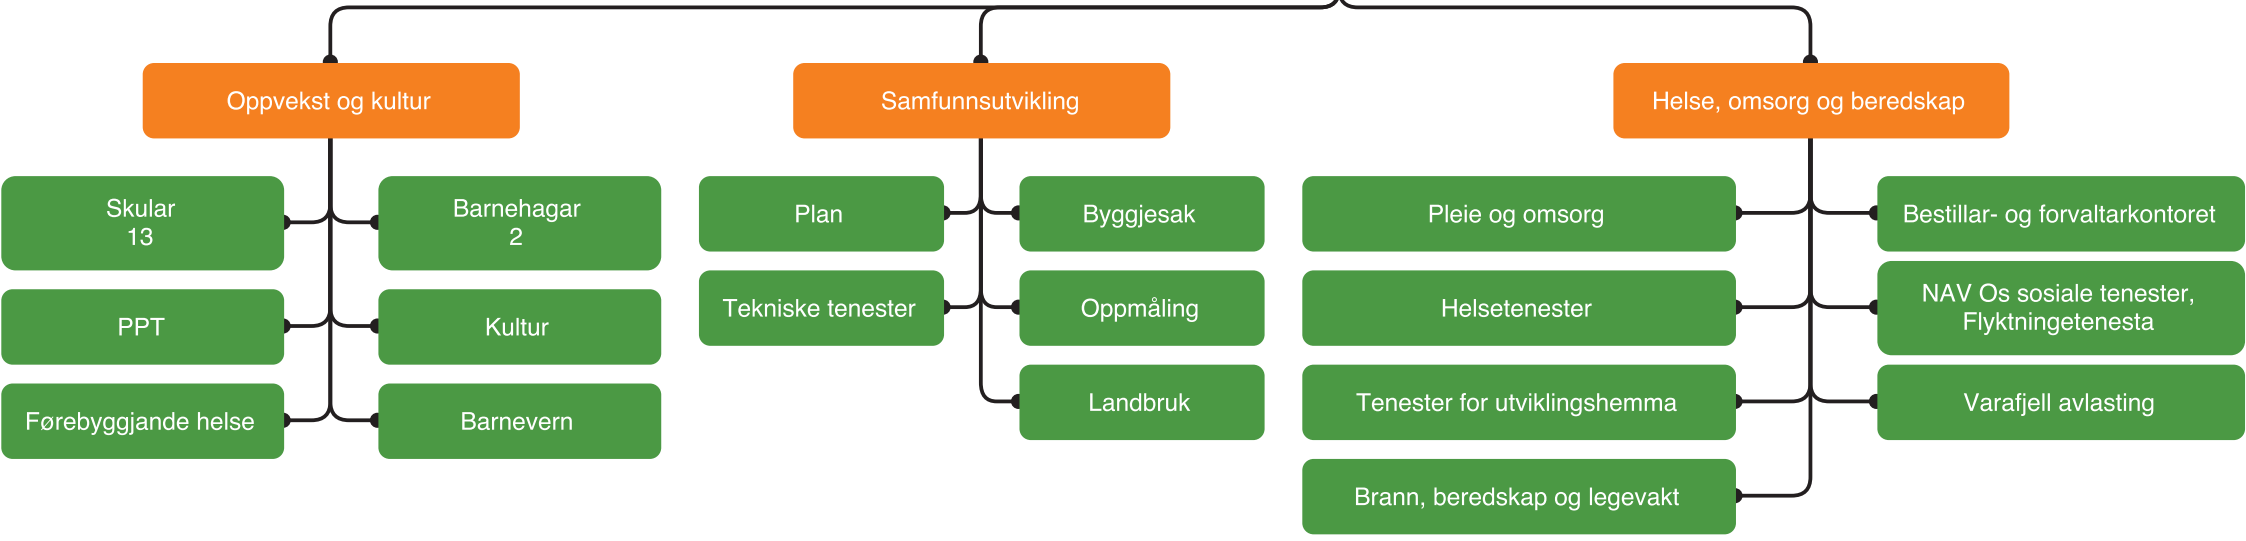 Oppvekst og kultur
Skular
13
Barnehagar
2
PPT
Kultur
Førebyggjande helse
Barnevern
Samfunnsutvikling
Plan
Byggjesak
Tekniske tenester
Oppmåling
Landbruk
Helse, omsorg og beredskap
Pleie og omsorg
Bestillar- og forvaltarkontoret
Helsetenester
NAV Os sosiale tenester,
Flyktningetenesta
Tenester for utviklingshemma
Varafjell avlasting
Brann, beredskap og legevakt